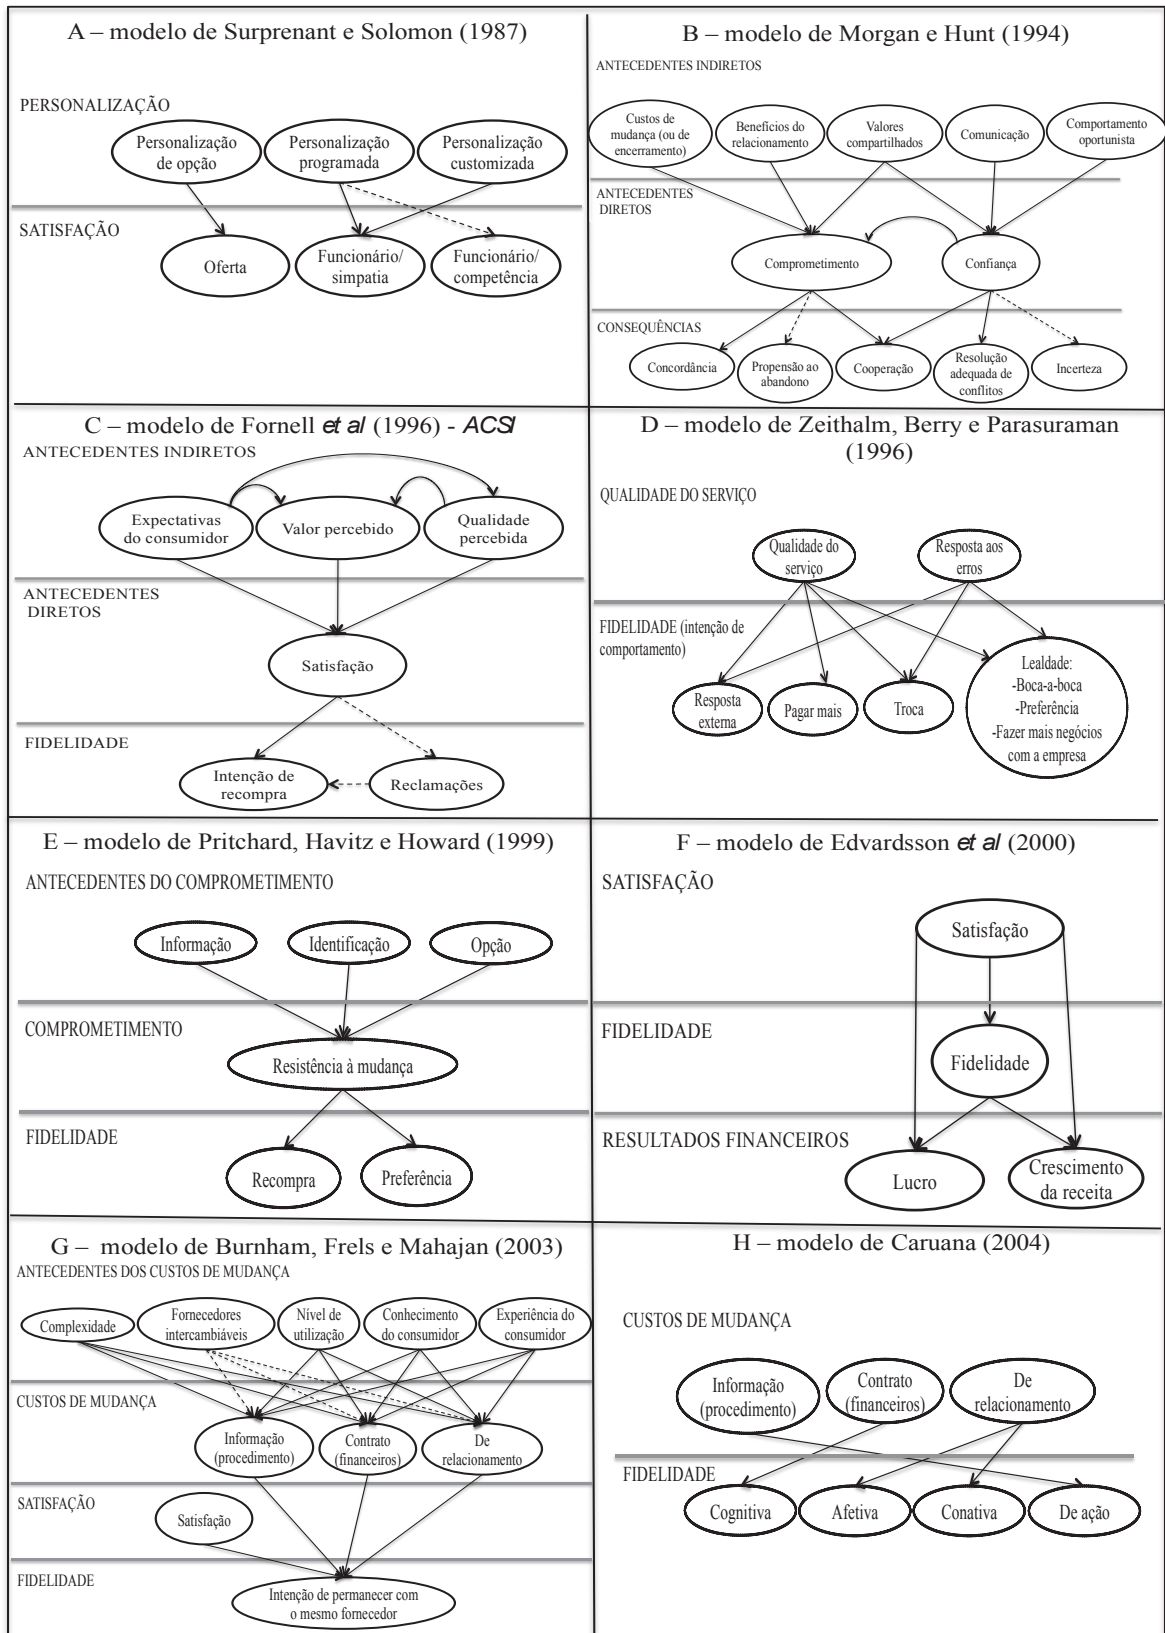 A – modelo de Surprenant e Solomon (1987)
PERSONALIZAÇÃO
Personalização
de opção
Personalização
programada
Personalização
customizada
SATISFAÇÃO
Oferta
Funcionário/
simpatia
Funcionário/
competência
B – modelo de Morgan e Hunt (1994)
ANTECEDENTES INDIRETOS
Custos de
mudança (ou de
encerramento)
Benefícios do
relacionamento
Valores
compartilhados
Comunicação
Comportamento
oportunista
ANTECEDENTES
DIRETOS
Comprometimento
Confiança
CONSEQUÊNCIAS
Concordância
Propensão ao
abandono
Cooperação
Resolução
adequada de
conflitos
Incerteza
C – modelo de Fornell et al (1996) - ACSI
ANTECEDENTES INDIRETOS
Expectativas
do consumidor
Valor percebido
Qualidade
percebida
ANTECEDENTES
DIRETOS
Satisfação
FIDELIDADE
Intenção de
recompra
Reclamações
D – modelo de Zeithalm, Berry e Parasuraman
(1996)
QUALIDADE DO SERVIÇO
Qualidade do
serviço
Resposta aos
erros
FIDELIDADE (intenção de
comportamento)
Resposta
externa
Pagar mais
Troca
Lealdade:
-Boca-a-boca
-Preferência
-Fazer mais negócios
com a empresa
E – modelo de Pritchard, Havitz e Howard (1999)
ANTECEDENTES DO COMPROMETIMENTO
Informação
Identificação
Opção
COMPROMETIMENTO
Resistência à mudança
FIDELIDADE
Recompra
Preferência
F – modelo de Edvardsson et al (2000)
SATISFAÇÃO
Satisfação
FIDELIDADE
Fidelidade
RESULTADOS FINANCEIROS
Lucro
Crescimento
da receita
G – modelo de Burnham, Frels e Mahajan (2003)
ANTECEDENTES DOS CUSTOS DE MUDANÇA
Complexidade
Fornecedores
intercambiáveis
Nível de
utilização
Conhecimento
do consumidor
Experiência do
consumidor
CUSTOS DE MUDANÇA
Informação
(procedimento)
Contrato
(financeiros)
De
relacionamento
SATISFAÇÃO
Satisfação
FIDELIDADE
Intenção de permanecer com
o mesmo fornecedor
H – modelo de Caruana (2004)
CUSTOS DE MUDANÇA
Informação
(procedimento)
Contrato
(financeiros)
De
relacionamento
FIDELIDADE
Cognitiva
Afetiva
Conativa
De ação